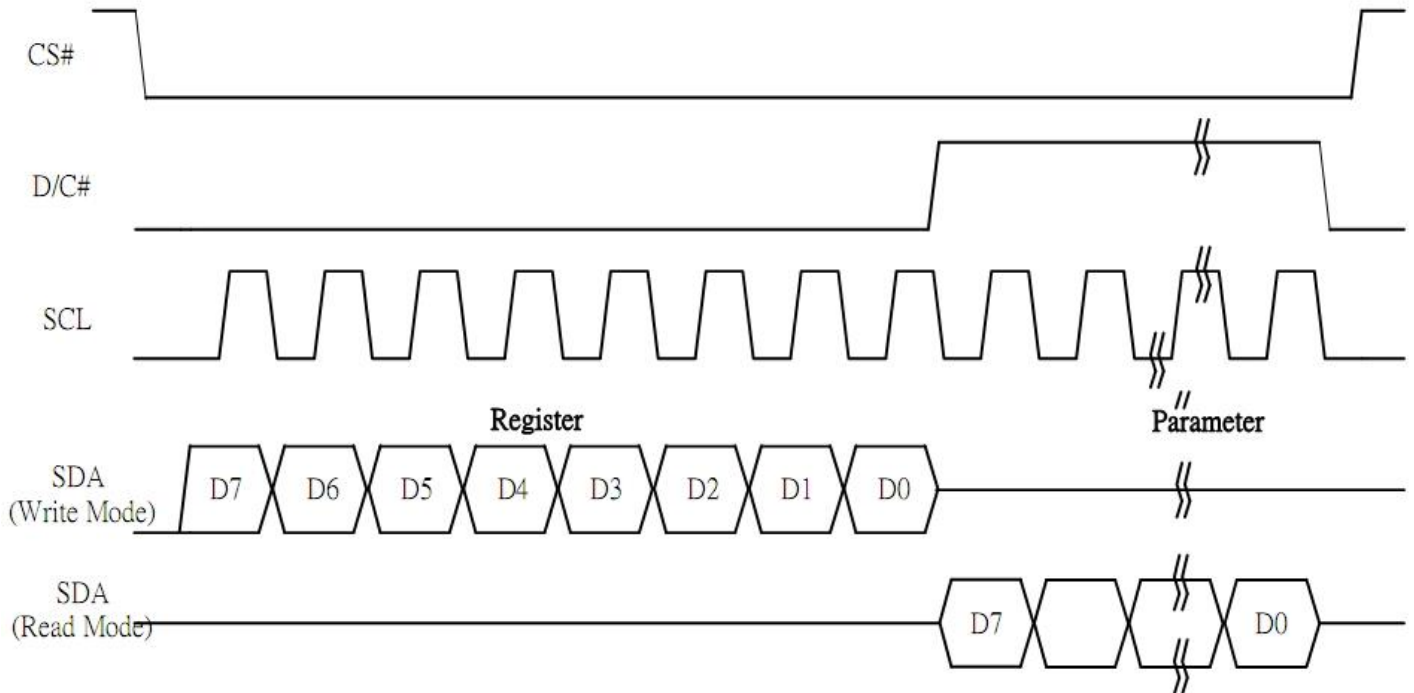 CS#
D/C#
SCL
Register
Parameter
SDA
(Write Mode)
D7 D6 D5 D4 D3 D2 D1 D0
SDA
(Read Mode)
D7 D0